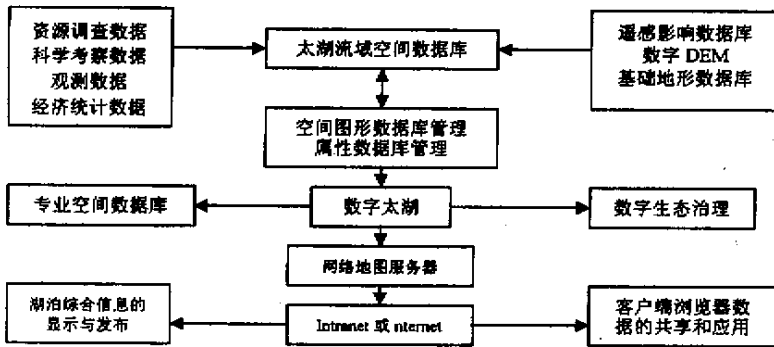 资源调查数据
科学考察数据
观测数据
经济统计数据
太湖流域空间数据库
遥感影响数据库
数字 DEM
基础地形数据库
空间图形数据库管理
属性数据库管理
专业空间数据库
数字太湖
数字生态治理
网络地图服务器
湖泊综合信息的
显示与发布
Intranet 或 nternet
客户端浏览器数
据的共享和应用